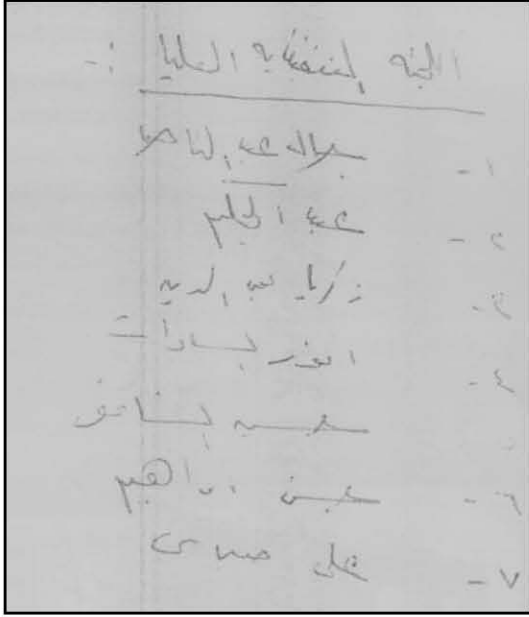 اللجنة التنفيذية العليا :-
١- جمال عبد الناصر
٢- عبد الحكيم
٣- زكريا محي الدين
٤- انور السادات
حسين الشافعي
٦- حسن ابراهيم
٧- علي صبري